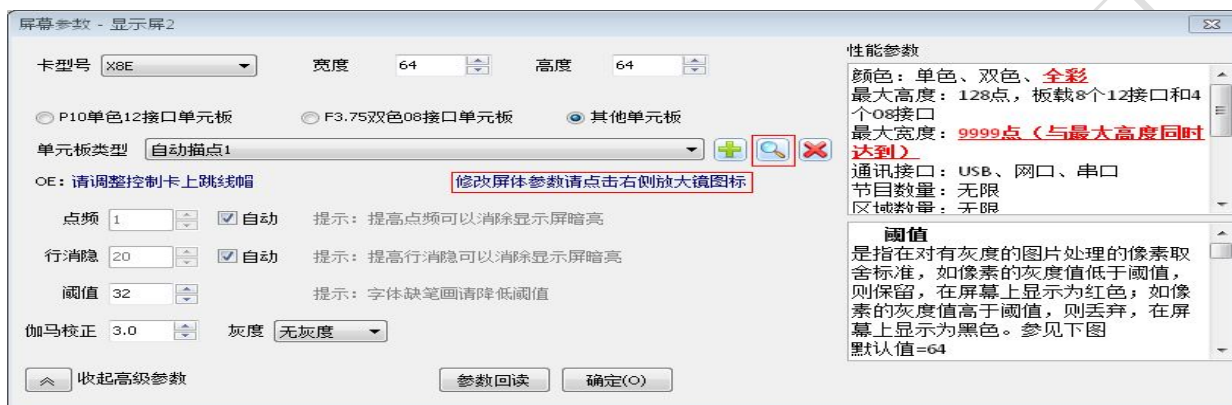 屏幕参数 - 显示屏2
卡型号 X8E 宽度 64 高度 64
P10单色12接口单元板 F3.75双色08接口单元板 其他单元板
单元板类型 自动描点1
OE：请调整控制卡上跳线帽 修改屏体参数请点击右侧放大镜图标
点频 1 自动 提示：提高点频可以消除显示屏暗亮
行消隐 20 自动 提示：提高行消隐可以消除显示屏暗亮
阈值 32 提示：字体缺笔画请降低阈值
伽马校正 3.0 灰度 无灰度
收起高级参数 参数回读 确定(O)
性能参数
颜色：单色、双色、全彩
最大高度：128点，板载8个12接口和4
个08接口
最大宽度：9999点（与最大高度同时
达到）
通讯接口：USB、网口、串口
节目数量：无限
区域数量：无限
阈值
是指在对有灰度的图片处理的像素取
舍标准，如像素的灰度值低于阈值，
则保留，在屏幕上显示为红色；如像
素的灰度值高于阈值，则丢弃，在屏
幕上显示为黑色。参见下图
默认值=64